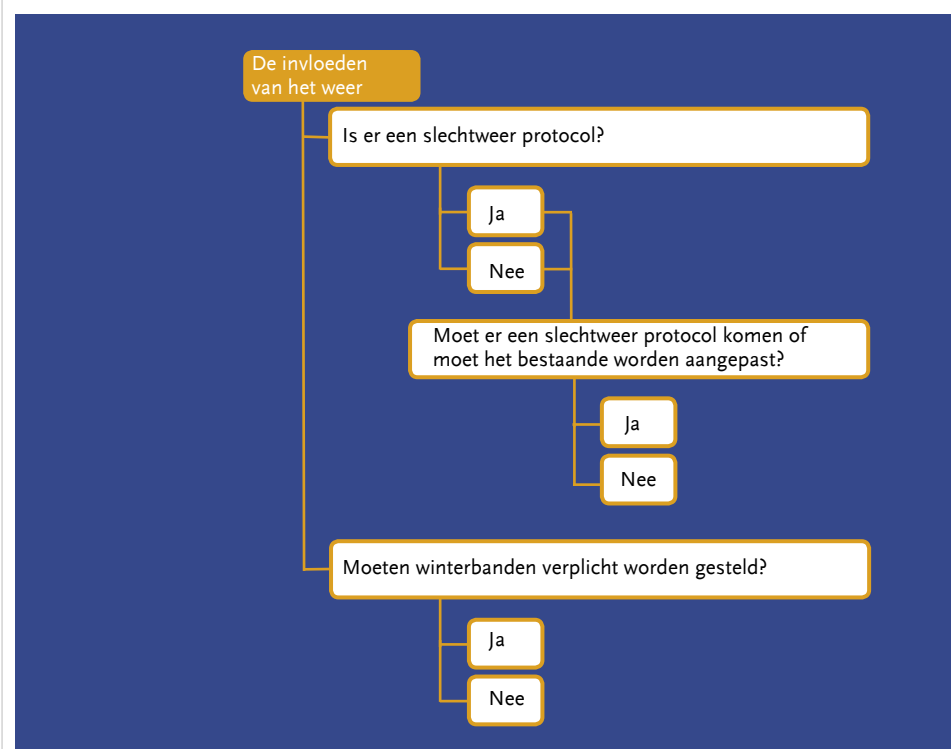 De invloeden
van het weer
Is er een slechtweer protocol?
Ja
Nee
Moet er een slechtweer protocol komen of
moet het bestaande worden aangepast?
Ja
Nee
Moeten winterbanden verplicht worden gesteld?
Ja
Nee